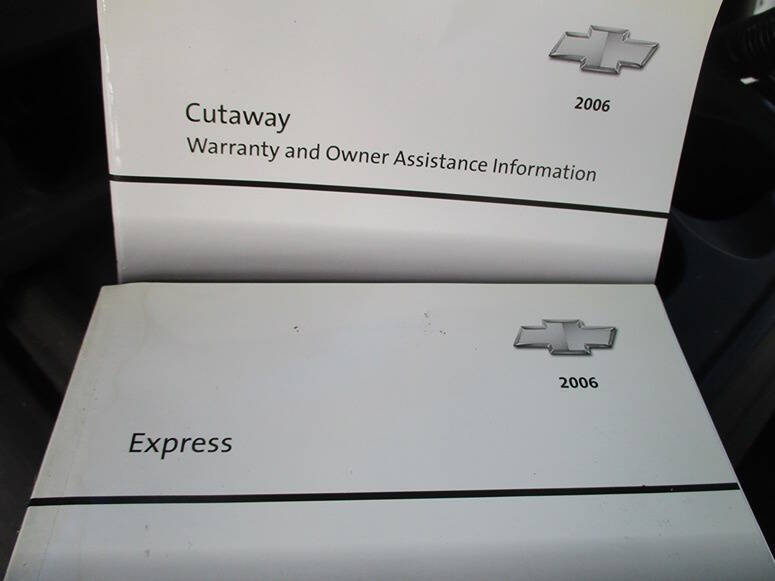 2006
Cutaway
Warranty and Owner Assistance Information
2006
Express